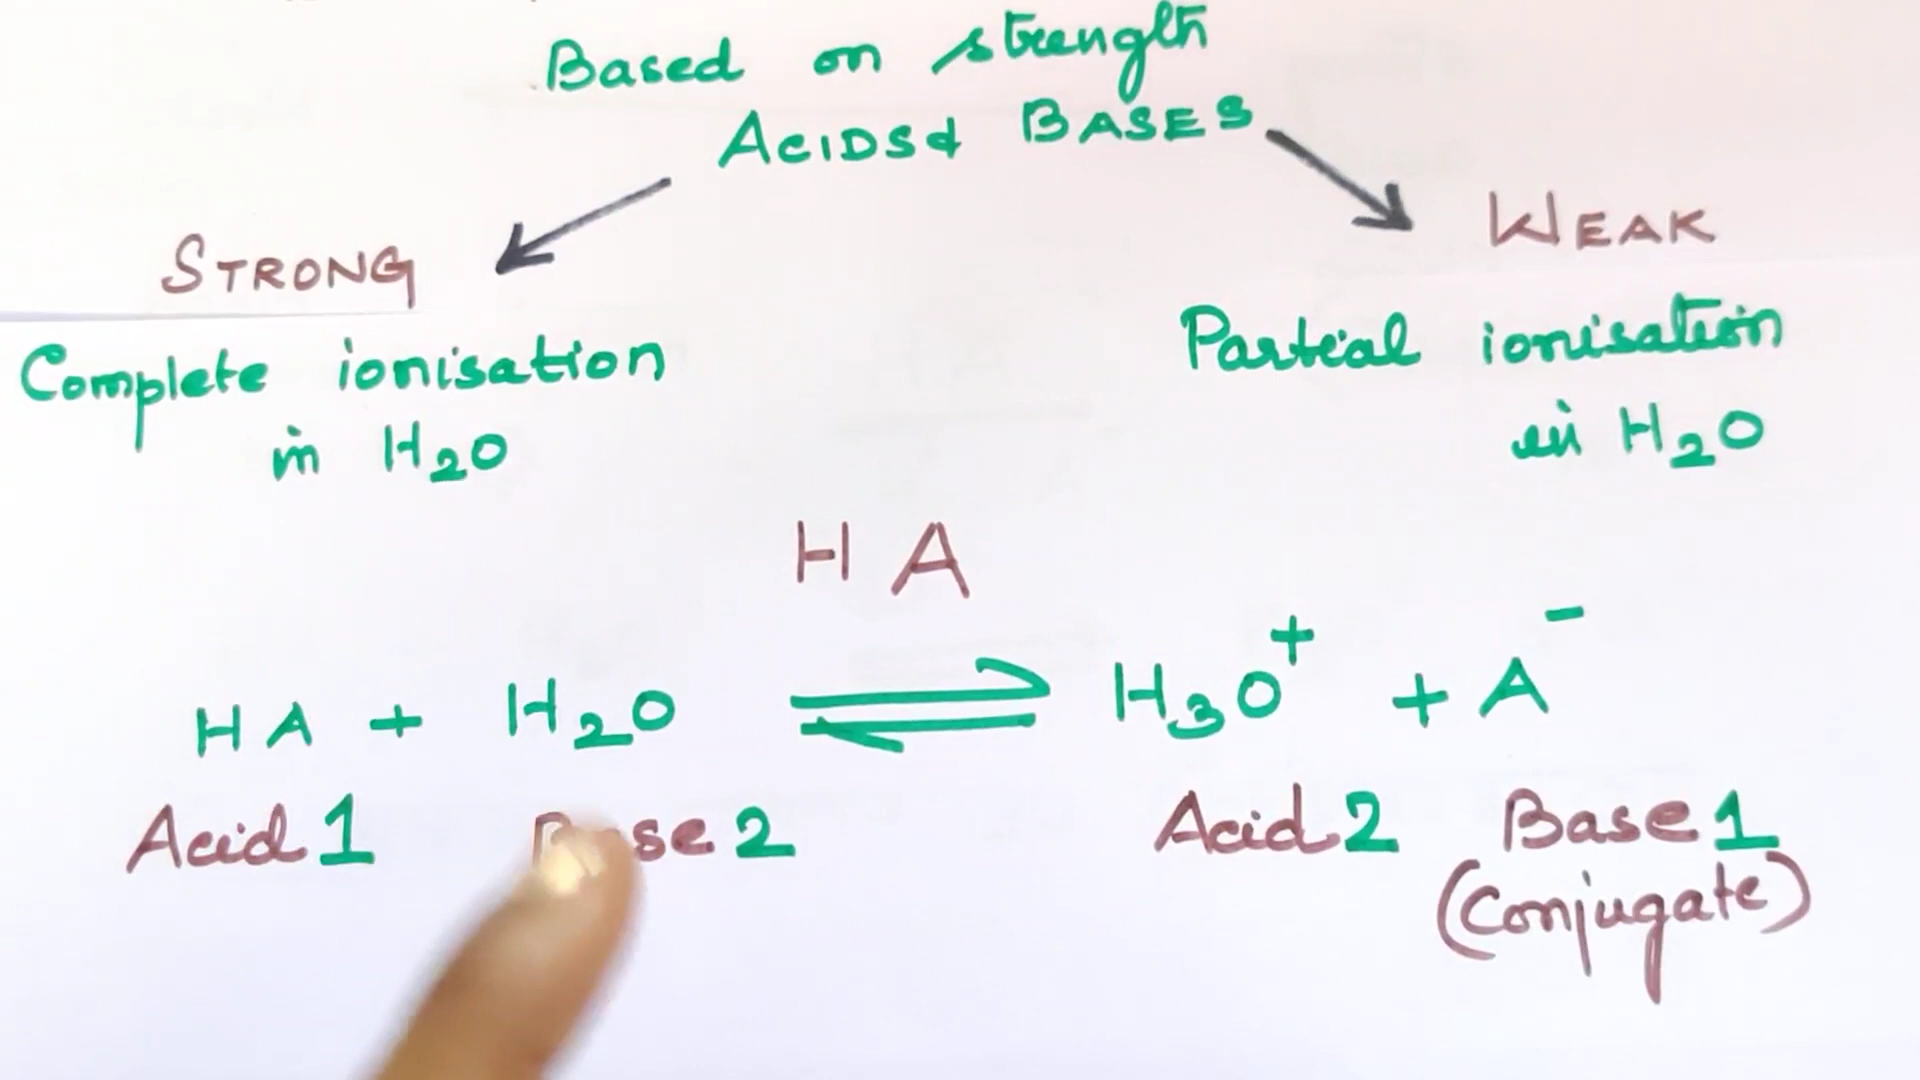 Based on strength
ACIDS & BASES
STRONG
WEAK
Complete ionisation
in H2O
Partial ionisation
in H2O
HA
HA + H2O ⇌ H3O+ + A-
Acid 1 Base 2 Acid 2 Base 1
(Conjugate)